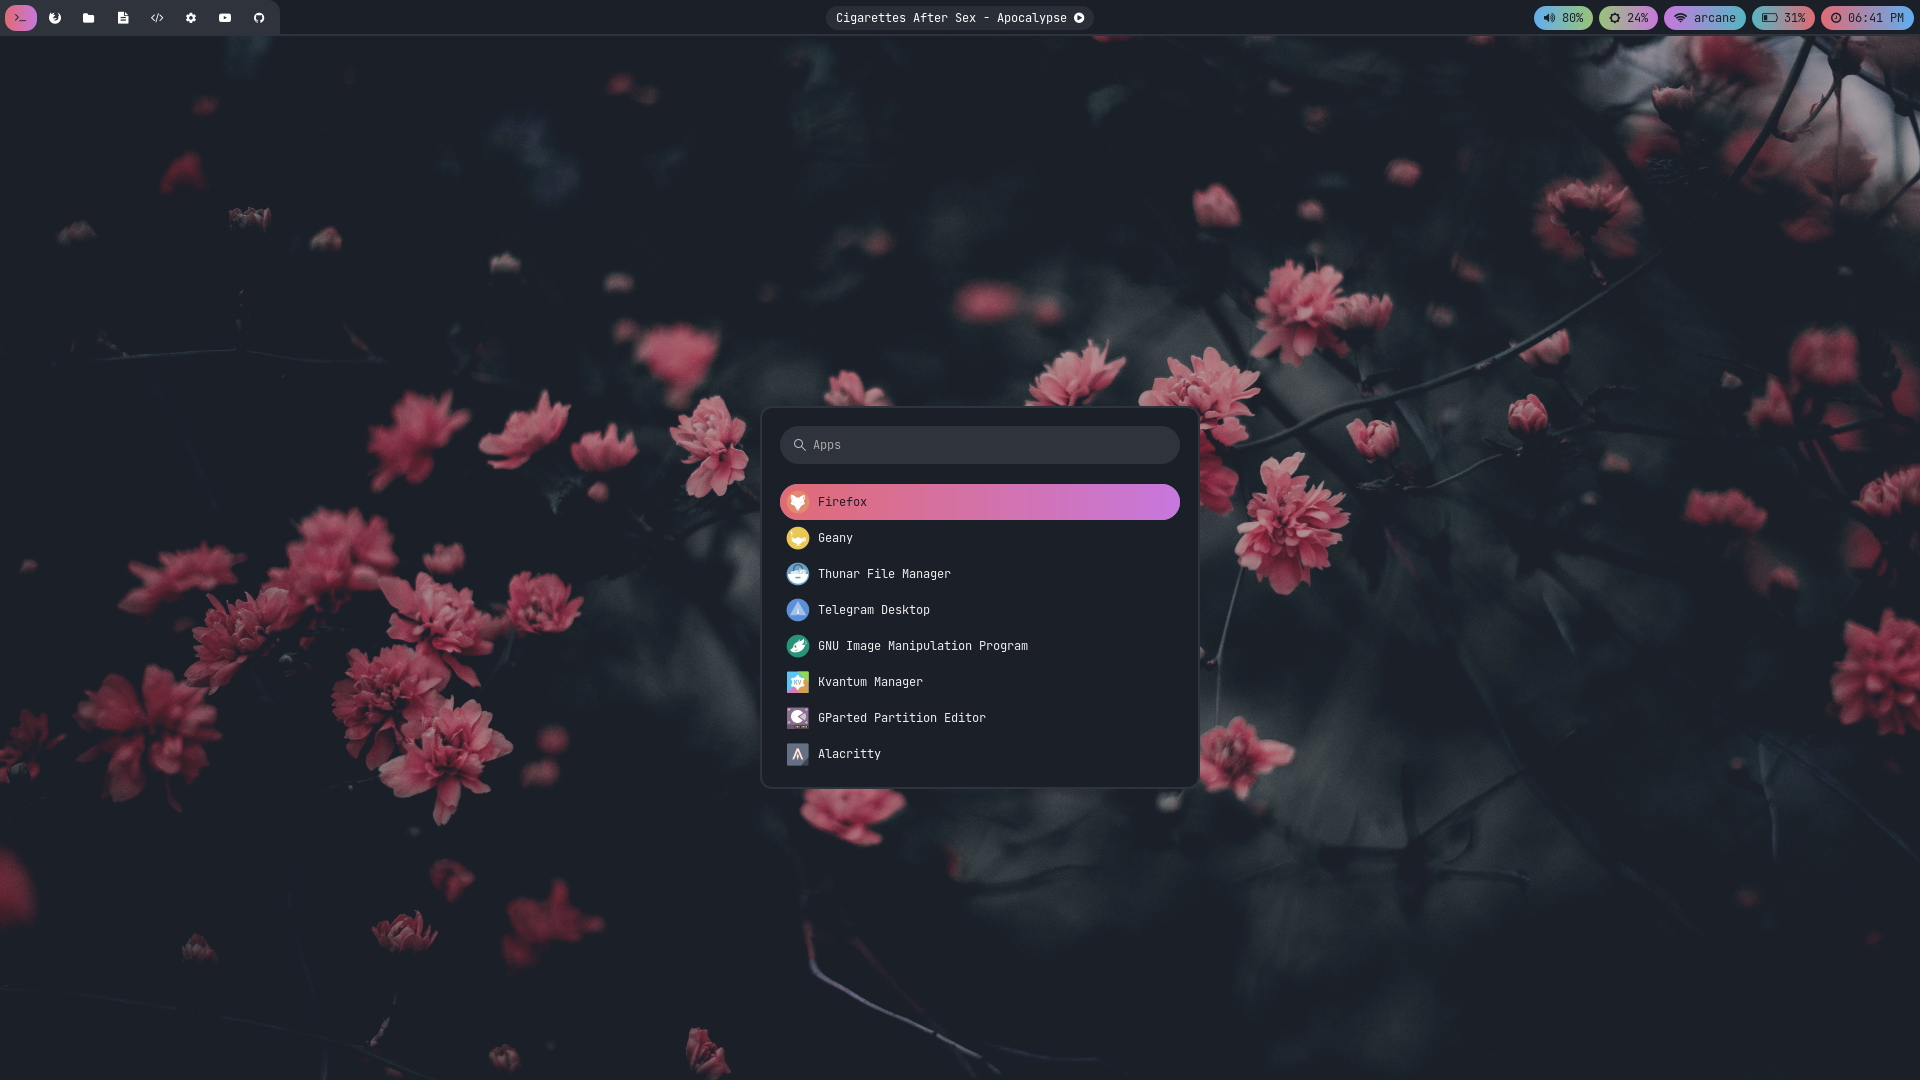 Cigarettes After Sex - Apocalypse
80%
24%
arcane
31%
06:41 PM
Apps
Firefox
Geany
Thunar File Manager
Telegram Desktop
GNU Image Manipulation Program
Kvantum Manager
GParted Partition Editor
Alacritty